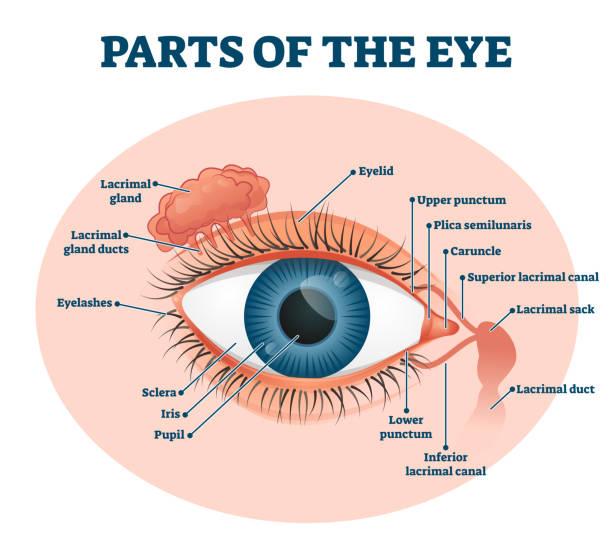 PARTS OF THE EYE
Eyelid
Lacrimal
gland
Upper punctum
Plica semilunaris
Lacrimal
gland ducts
Caruncle
Superior lacrimal canal
Eyelashes
Lacrimal sack
Sclera
Iris
Pupil
Lacrimal duct
Lower
punctum
Inferior
lacrimal canal